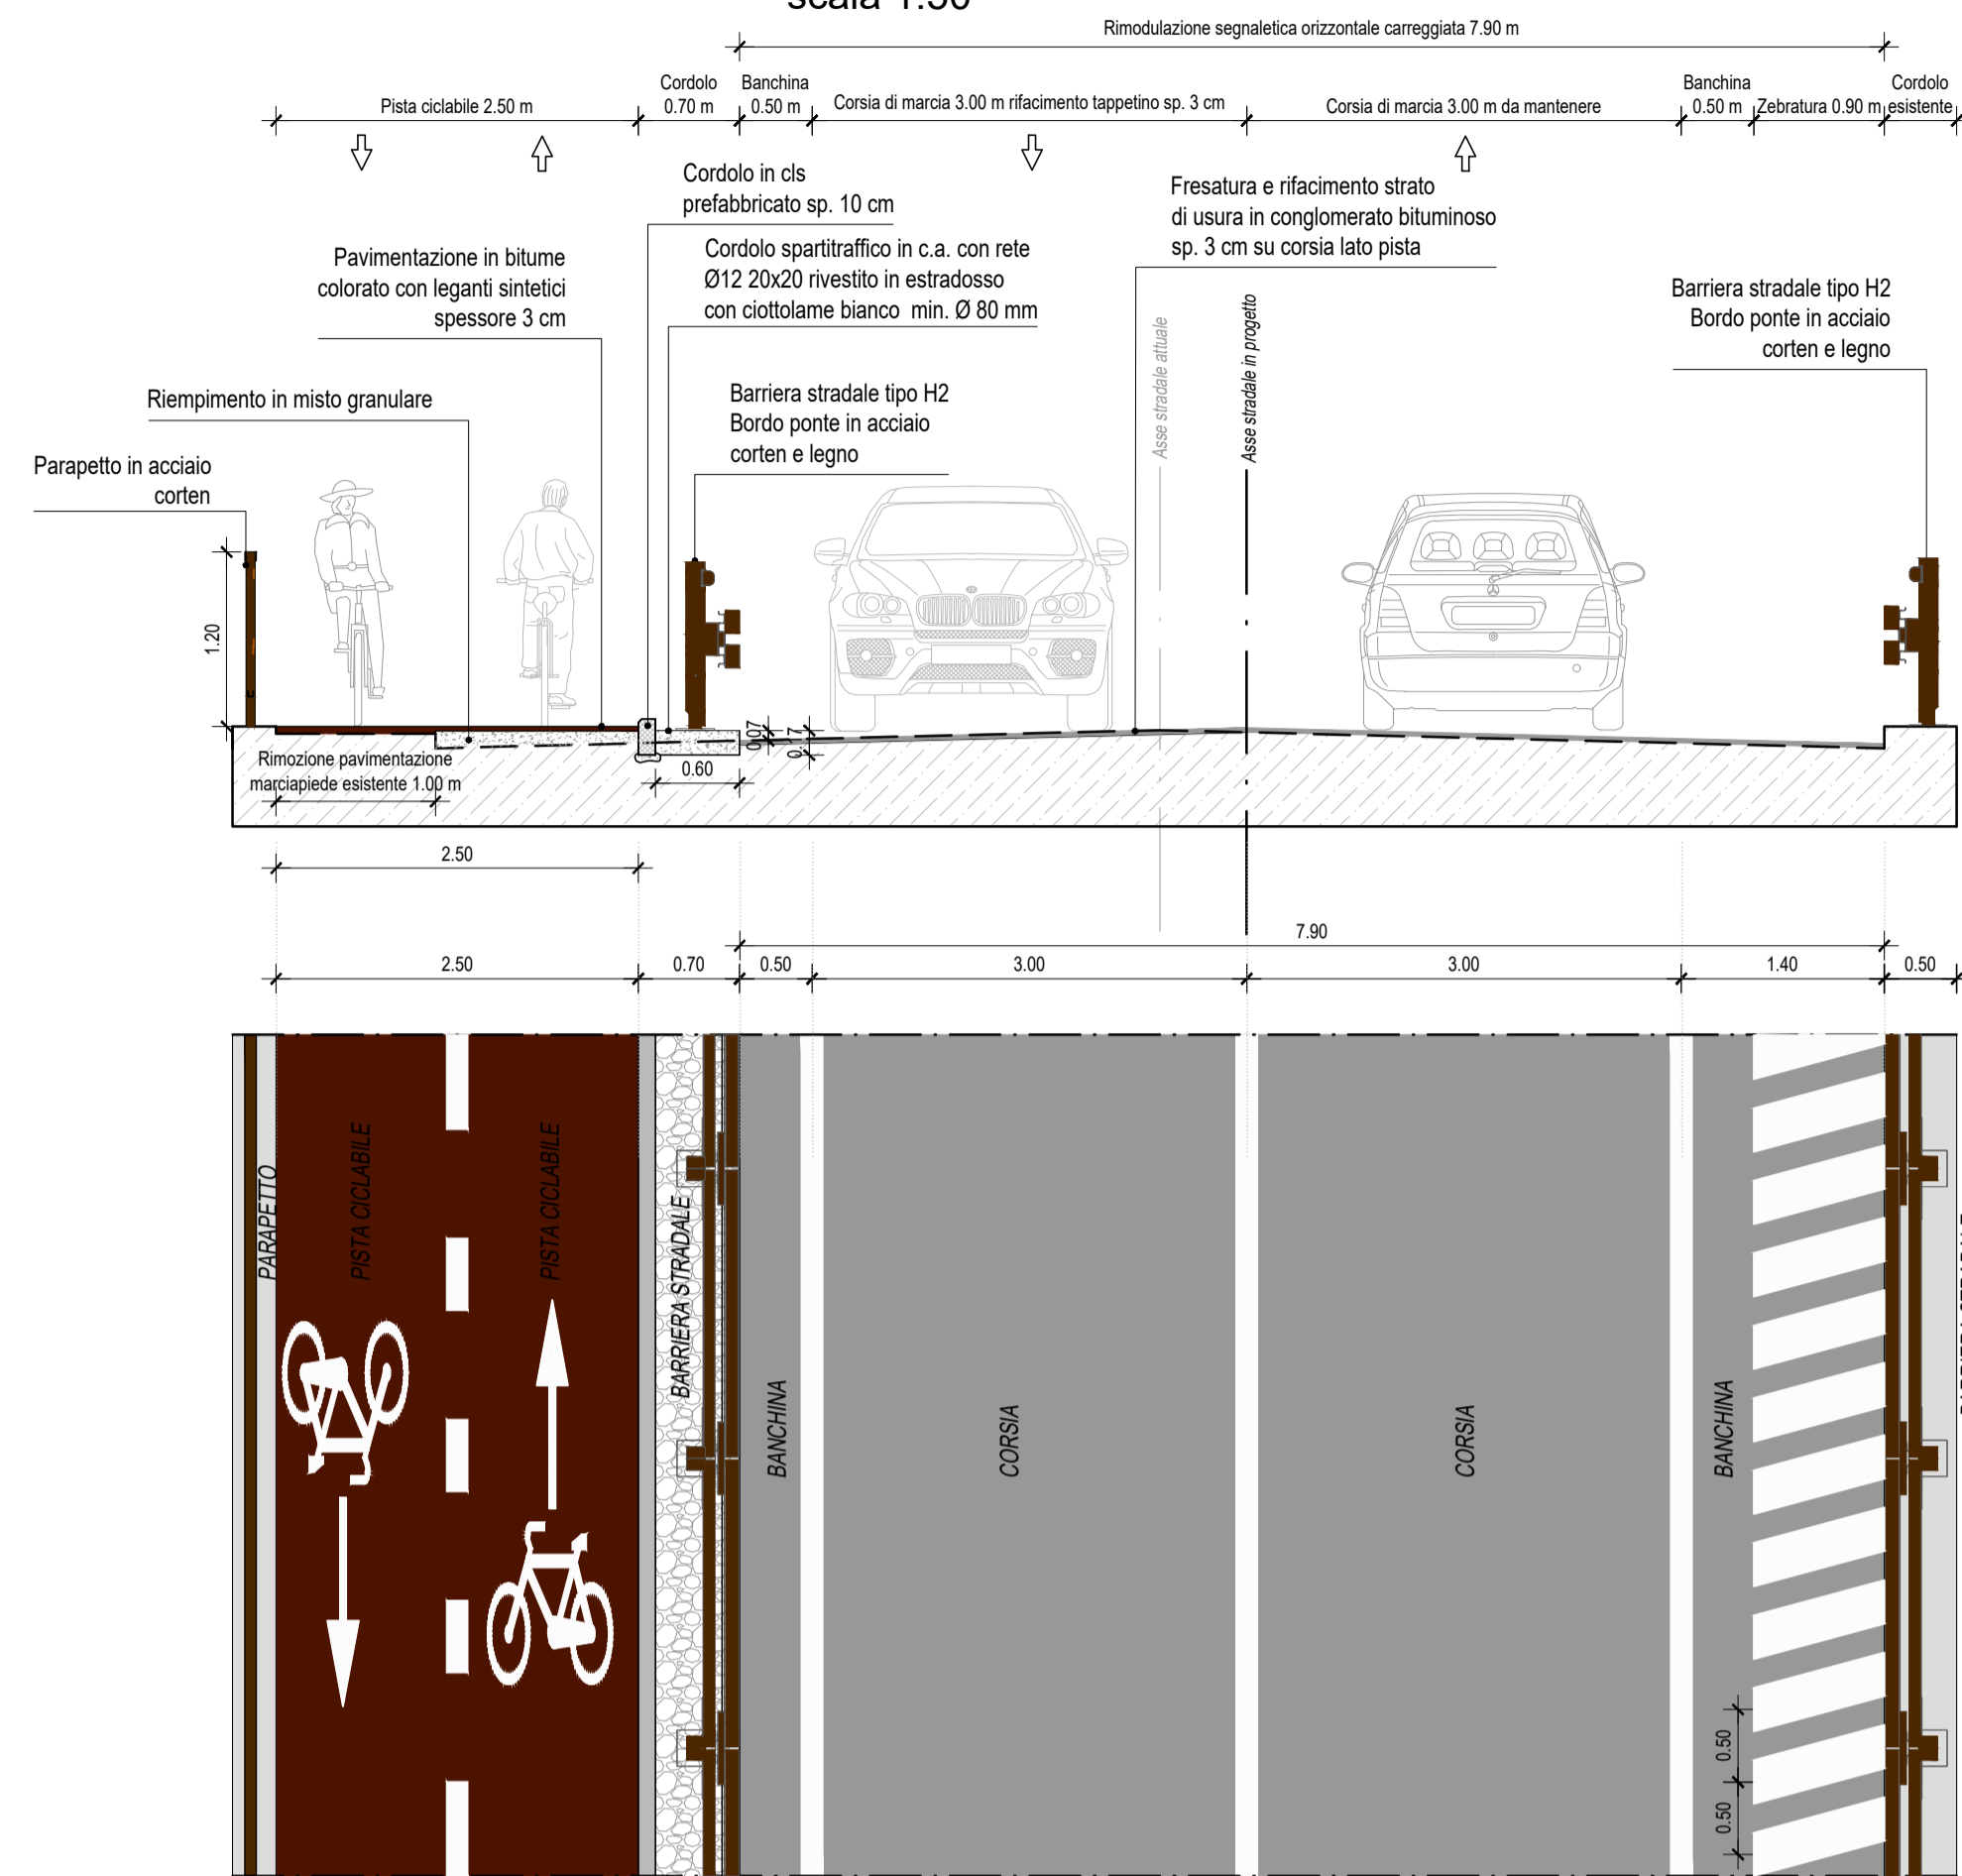 scala 1:50
Rimodulazione segnaletica orizzontale carreggiata 7.90 m
Pista ciclabile 2.50 m
Cordolo
0.70 m
Banchina
0.50 m
Corsia di marcia 3.00 m rifacimento tappetino sp. 3 cm
Corsia di marcia 3.00 m da mantenere
Banchina
0.50 m
Zebratura 0.90 m
Cordolo
esistente
Cordolo in cls
prefabbricato sp. 10 cm
Fresatura e rifacimento strato
di usura in conglomerato bituminoso
sp. 3 cm su corsia lato pista
Pavimentazione in bitume
colorato con leganti sintetici
spessore 3 cm
Cordolo spartitraffico in c.a. con rete
Ø12 20x20 rivestito in estradosso
con ciottolame bianco min. Ø 80 mm
Barriera stradale tipo H2
Bordo ponte in acciaio
corten e legno
Asse stradale attuale
Asse stradale in progetto
Riempimento in misto granulare
Barriera stradale tipo H2
Bordo ponte in acciaio
corten e legno
Parapetto in acciaio
corten
1.20
0.07
Rimozione pavimentazione
marciapiede esistente 1.00 m
0.60
2.50
7.90
2.50
0.70
0.50
3.00
3.00
1.40
0.50
PARAPETTO
PISTA CICLABILE
PISTA CICLABILE
BARRIERA STRADALE
BANCHINA
CORSIA
CORSIA
BANCHINA
0.50
0.50